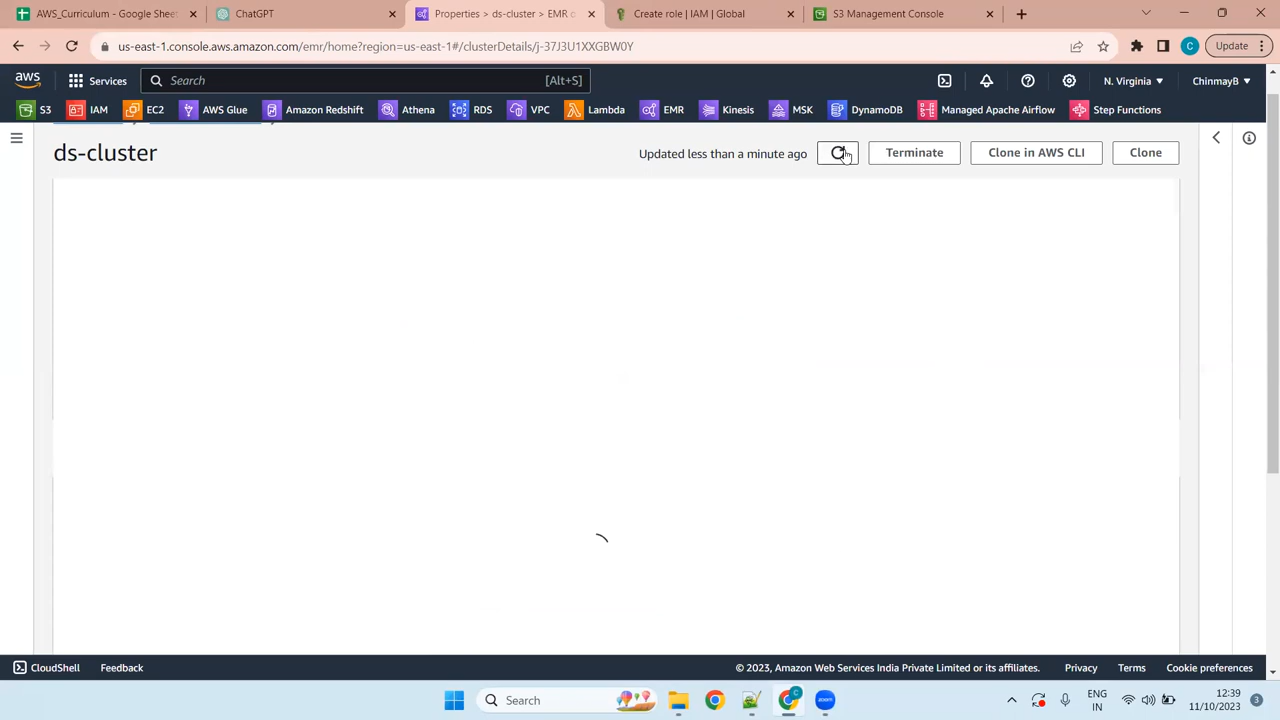 AWS_Curriculum - Google Sheet
ChatGPT
Properties > ds-cluster > EMR o
Create role | IAM | Global
S3 Management Console
us-east-1.console.aws.amazon.com/emr/home?region=us-east-1#/clusterDetails/j-37J3U1XXGBW0Y
C
Update
aws
Services
Search
[Alt+S]
N. Virginia
ChinmayB
S3
IAM
EC2
AWS Glue
Amazon Redshift
Athena
RDS
VPC
Lambda
EMR
Kinesis
MSK
DynamoDB
Managed Apache Airflow
Step Functions
ds-cluster
Updated less than a minute ago
Terminate
Clone in AWS CLI
Clone
CloudShell
Feedback
© 2023, Amazon Web Services India Private Limited or its affiliates.
Privacy
Terms
Cookie preferences
Search
C
ENG
IN
12:39
11/10/2023
3